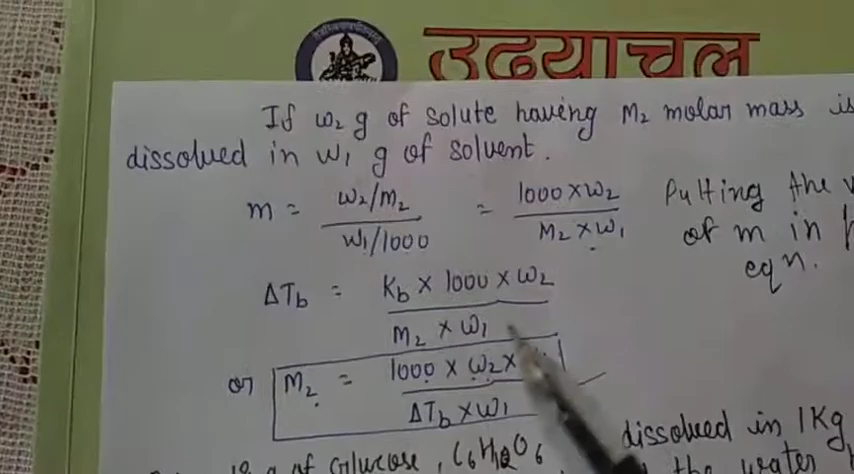 उदयाचल
If w₂ g of solute having M₂ molar mass is
dissolved in w₁ g of solvent.
m = w₂/M₂ / w₁/1000 = 1000 × w₂ / M₂ × w₁ Putting the
of m in
eqn.
ΔTb = Kb × 1000 × w₂ / M₂ × w₁
or M₂ = 1000 × w₂ × / ΔTb × w₁
dissolved in 1Kg
g of Glucose, C₆H₁₂O₆ the water